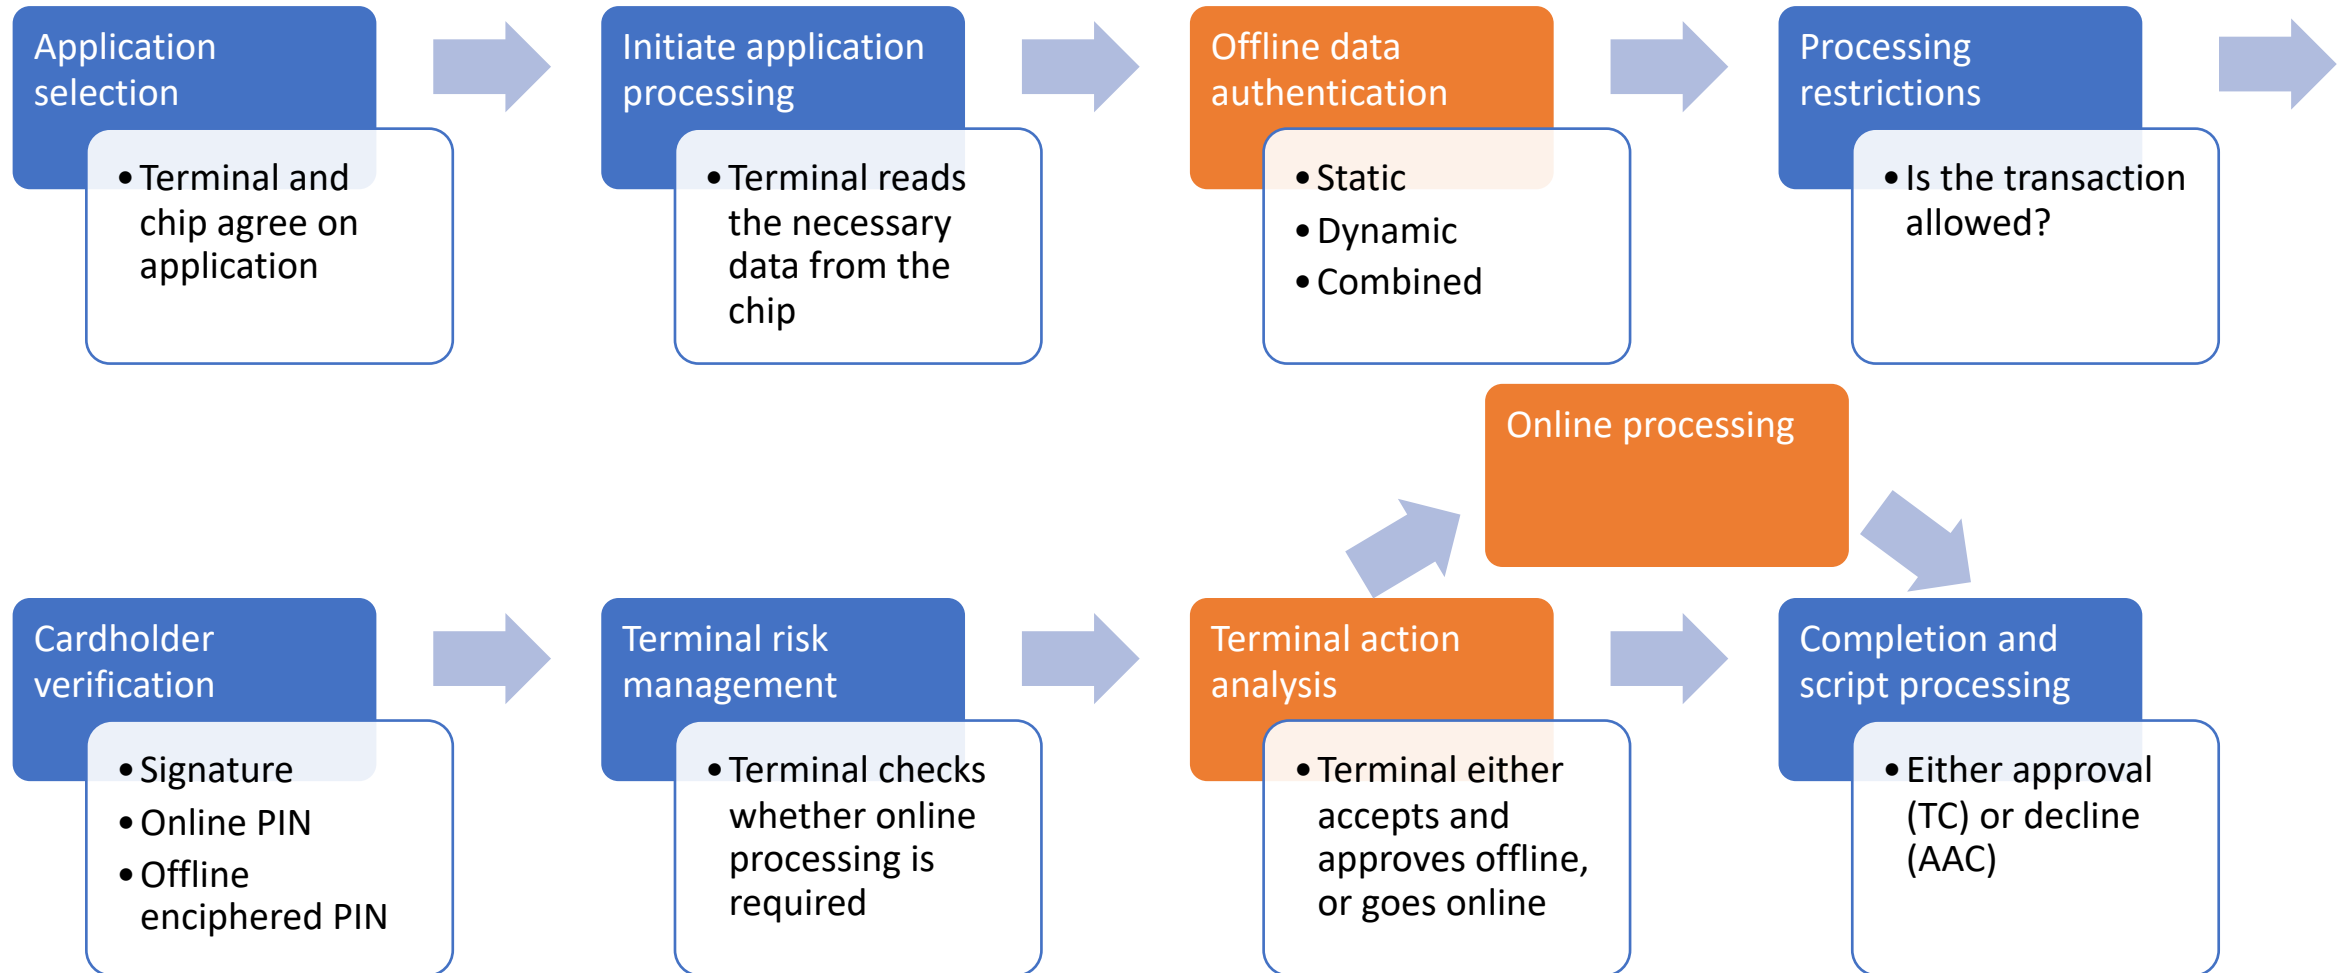 Application
selection
• Terminal and
chip agree on
application
Initiate application
processing
• Terminal reads
the necessary
data from the
chip
Offline data
authentication
• Static
• Dynamic
• Combined
Processing
restrictions
• Is the transaction
allowed?
Online processing
Cardholder
verification
• Signature
• Online PIN
• Offline
enciphered PIN
Terminal risk
management
• Terminal checks
whether online
processing is
required
Terminal action
analysis
• Terminal either
accepts and
approves offline,
or goes online
Completion and
script processing
• Either approval
(TC) or decline
(AAC)